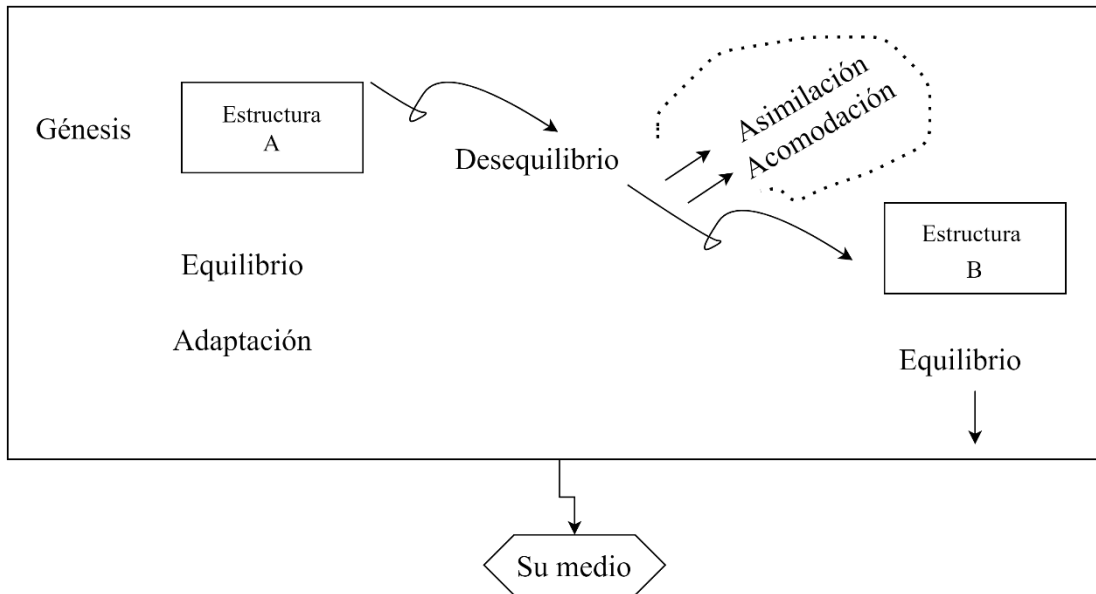 Génesis
Estructura
A
Desequilibrio
Asimilación
Acomodación
Estructura
B
Equilibrio
Adaptación
Equilibrio
Su medio